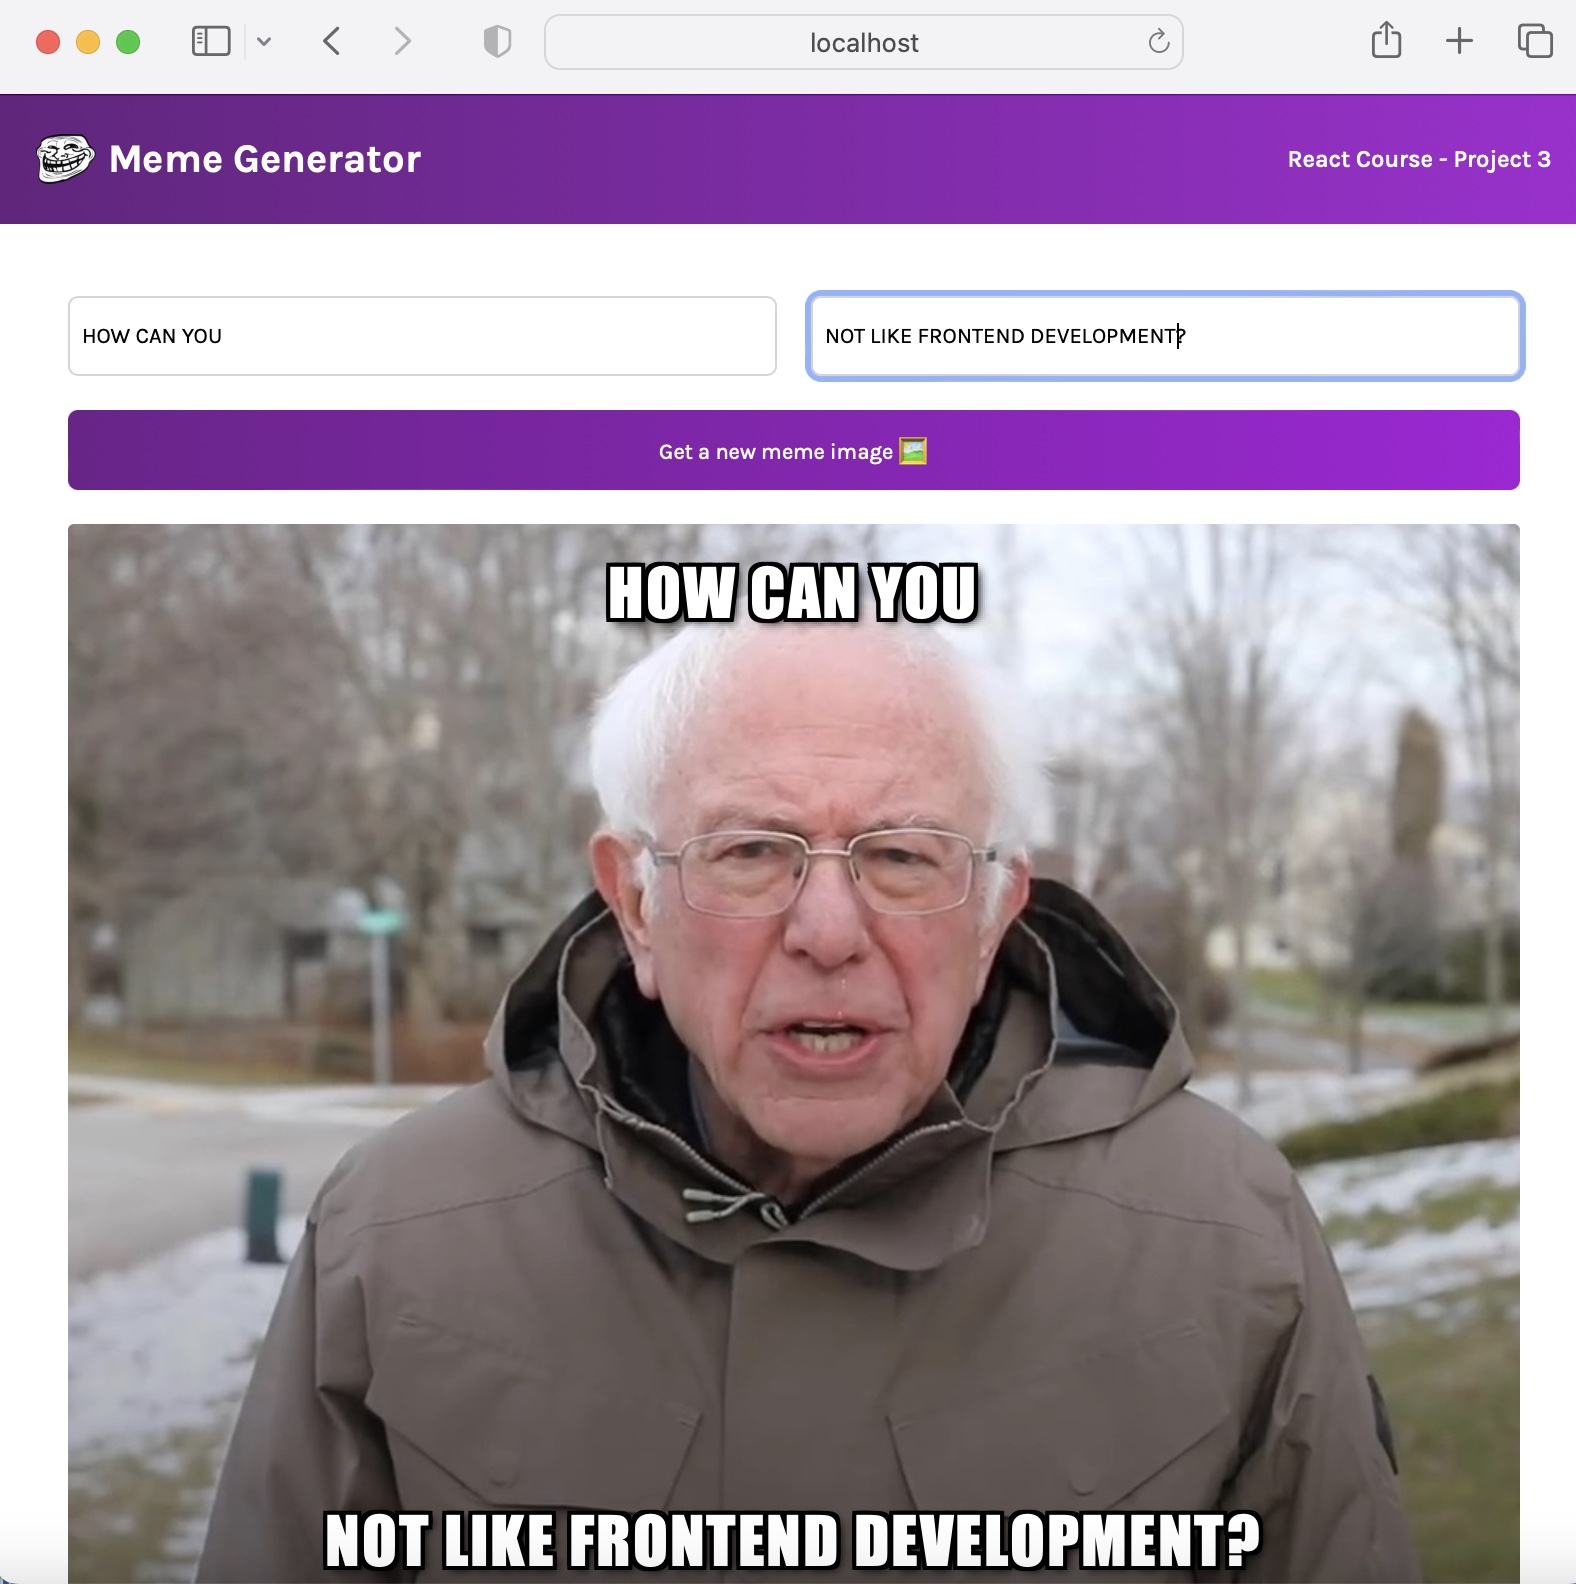 localhost
Meme Generator
React Course - Project 3
HOW CAN YOU
NOT LIKE FRONTEND DEVELOPMENT?
Get a new meme image
HOW CAN YOU
NOT LIKE FRONTEND DEVELOPMENT?